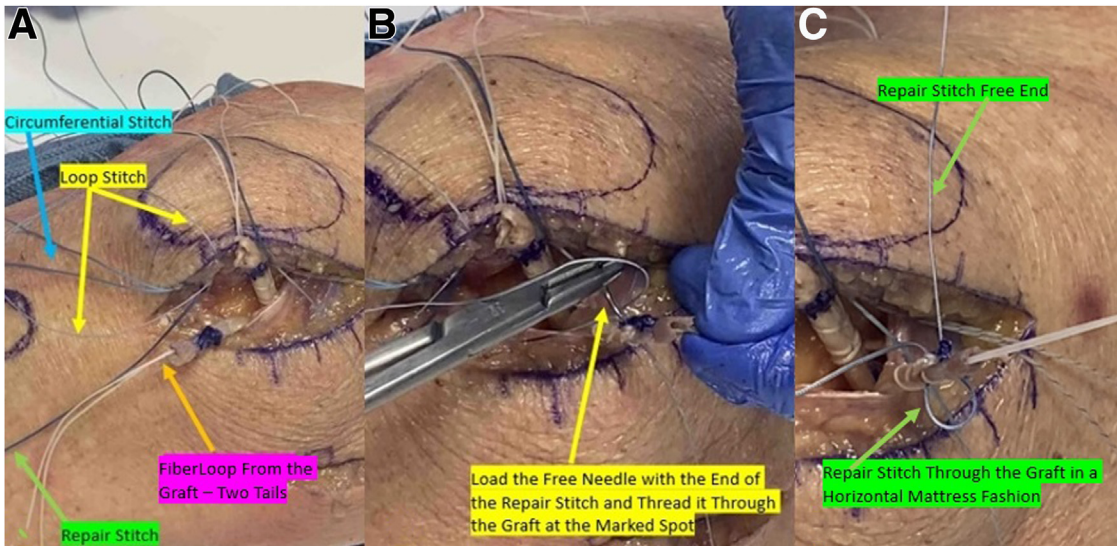 A
Circumferential Stitch
Loop Stitch
FiberLoop From the
Graft – Two Tails
Repair Stitch
B
Load the Free Needle with the End of
the Repair Stitch and Thread it Through
the Graft at the Marked Spot
C
Repair Stitch Free End
Repair Stitch Through the Graft in a
Horizontal Mattress Fashion